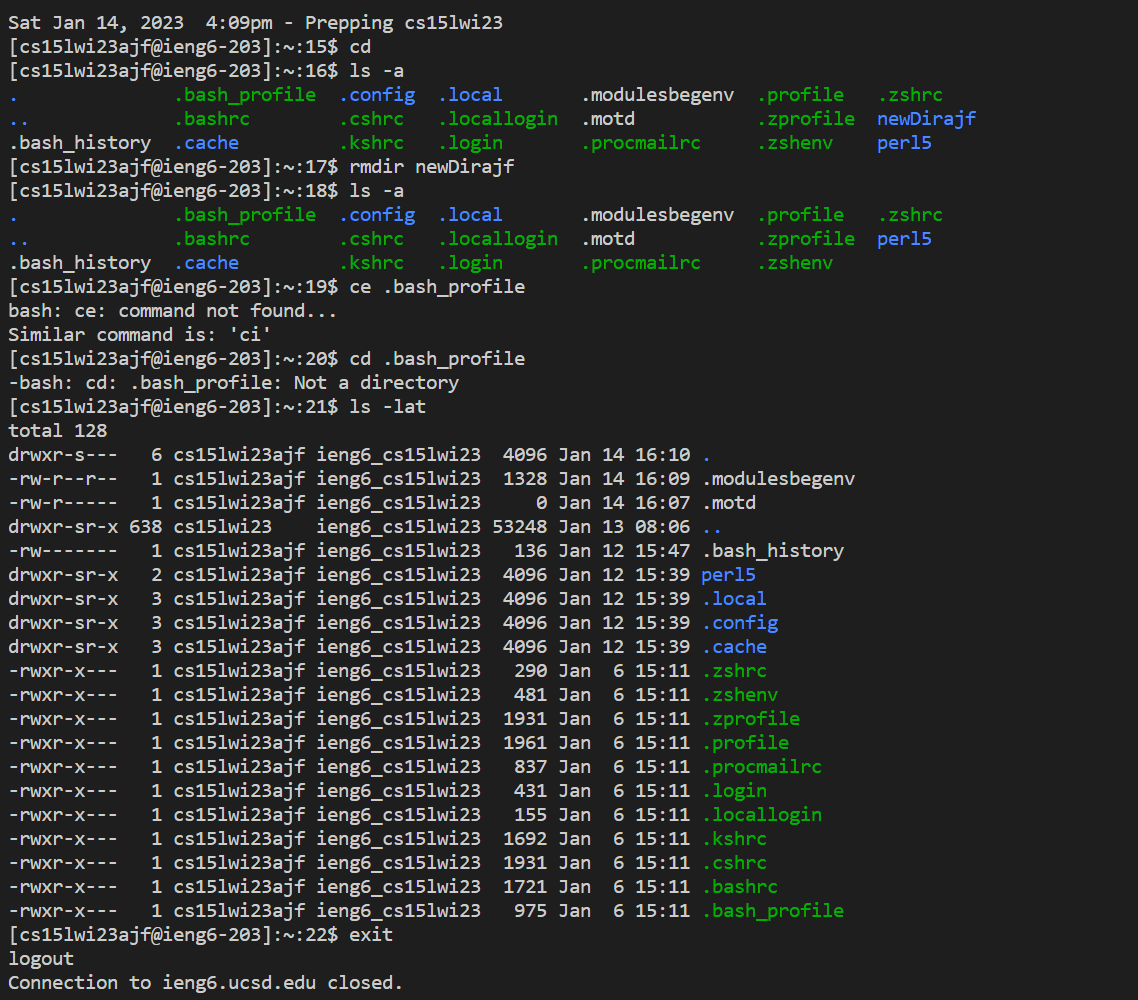 Sat Jan 14, 2023  4:09pm - Prepping cs15lwi23
[cs15lwi23ajf@ieng6-203]:~:15$ cd
[cs15lwi23ajf@ieng6-203]:~:16$ ls -a
.              .bash_profile  .config  .local       .modulesbegenv  .profile   .zshrc
..             .bashrc        .cshrc   .locallogin  .motd           .zprofile  newDirajf
.bash_history  .cache         .kshrc   .login       .procmailrc     .zshenv    perl5
[cs15lwi23ajf@ieng6-203]:~:17$ rmdir newDirajf
[cs15lwi23ajf@ieng6-203]:~:18$ ls -a
.              .bash_profile  .config  .local       .modulesbegenv  .profile   .zshrc
..             .bashrc        .cshrc   .locallogin  .motd           .zprofile  perl5
.bash_history  .cache         .kshrc   .login       .procmailrc     .zshenv
[cs15lwi23ajf@ieng6-203]:~:19$ ce .bash_profile
bash: ce: command not found...
Similar command is: 'ci'
[cs15lwi23ajf@ieng6-203]:~:20$ cd .bash_profile
-bash: cd: .bash_profile: Not a directory
[cs15lwi23ajf@ieng6-203]:~:21$ ls -lat
total 128
drwxr-s---   6 cs15lwi23ajf ieng6_cs15lwi23  4096 Jan 14 16:10 .
-rw-r--r--   1 cs15lwi23ajf ieng6_cs15lwi23  1328 Jan 14 16:09 .modulesbegenv
-rw-r-----   1 cs15lwi23ajf ieng6_cs15lwi23     0 Jan 14 16:07 .motd
drwxr-sr-x 638 cs15lwi23    ieng6_cs15lwi23 53248 Jan 13 08:06 ..
-rw-------   1 cs15lwi23ajf ieng6_cs15lwi23   136 Jan 12 15:47 .bash_history
drwxr-sr-x   2 cs15lwi23ajf ieng6_cs15lwi23  4096 Jan 12 15:39 perl5
drwxr-sr-x   3 cs15lwi23ajf ieng6_cs15lwi23  4096 Jan 12 15:39 .local
drwxr-sr-x   3 cs15lwi23ajf ieng6_cs15lwi23  4096 Jan 12 15:39 .config
drwxr-sr-x   3 cs15lwi23ajf ieng6_cs15lwi23  4096 Jan 12 15:39 .cache
-rwxr-x---   1 cs15lwi23ajf ieng6_cs15lwi23   290 Jan  6 15:11 .zshrc
-rwxr-x---   1 cs15lwi23ajf ieng6_cs15lwi23   481 Jan  6 15:11 .zshenv
-rwxr-x---   1 cs15lwi23ajf ieng6_cs15lwi23  1931 Jan  6 15:11 .zprofile
-rwxr-x---   1 cs15lwi23ajf ieng6_cs15lwi23  1961 Jan  6 15:11 .profile
-rwxr-x---   1 cs15lwi23ajf ieng6_cs15lwi23   837 Jan  6 15:11 .procmailrc
-rwxr-x---   1 cs15lwi23ajf ieng6_cs15lwi23   431 Jan  6 15:11 .login
-rwxr-x---   1 cs15lwi23ajf ieng6_cs15lwi23   155 Jan  6 15:11 .locallogin
-rwxr-x---   1 cs15lwi23ajf ieng6_cs15lwi23  1692 Jan  6 15:11 .kshrc
-rwxr-x---   1 cs15lwi23ajf ieng6_cs15lwi23  1931 Jan  6 15:11 .cshrc
-rwxr-x---   1 cs15lwi23ajf ieng6_cs15lwi23  1721 Jan  6 15:11 .bashrc
-rwxr-x---   1 cs15lwi23ajf ieng6_cs15lwi23   975 Jan  6 15:11 .bash_profile
[cs15lwi23ajf@ieng6-203]:~:22$ exit
logout
Connection to ieng6.ucsd.edu closed.